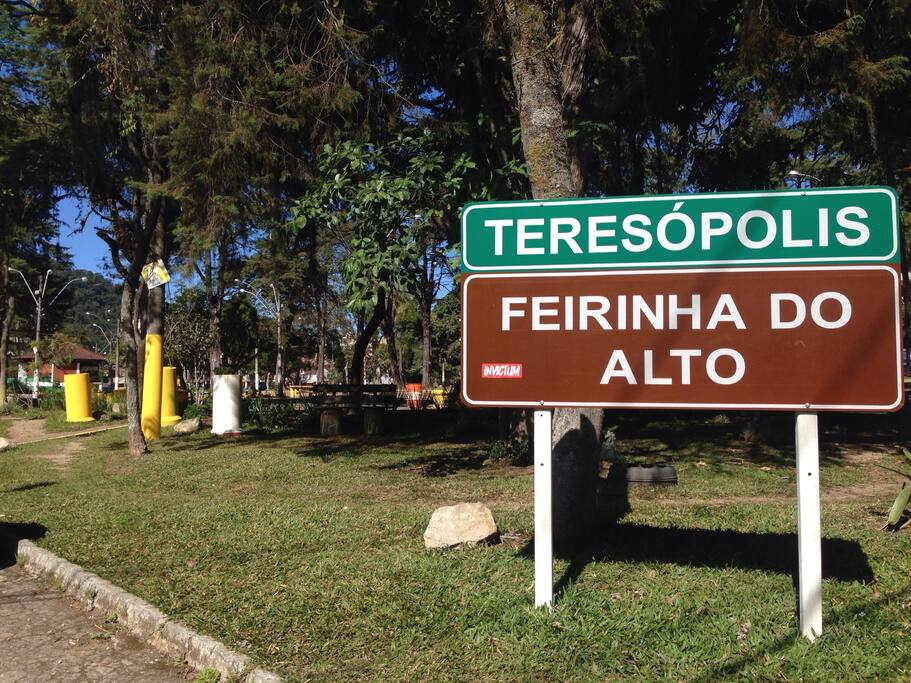 TERESÓPOLIS
FEIRINHA DO
ALTO
INVICTUM